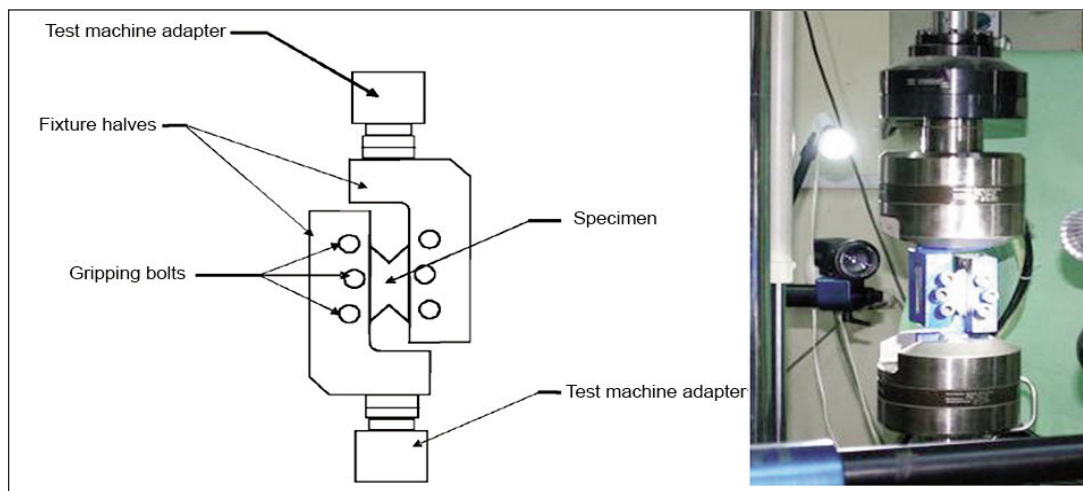 Test machine adapter
Fixture halves
Specimen
Gripping bolts
Test machine adapter